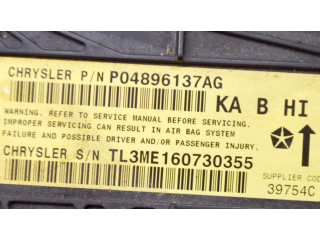 CHRYSLER P/N P04896137AG
KA B HI
WARNING. REFER TO SERVICE MANUAL BEFORE SERVICING.
IMPROPER SERVICING CAN RESULT IN AIR BAG SYSTEM
FAILURE AND POSSIBLE DRIVER AND/OR PASSENGER INJURY.
CHRYSLER S/N TL3ME160730355
SUPPLIER COD
39754C